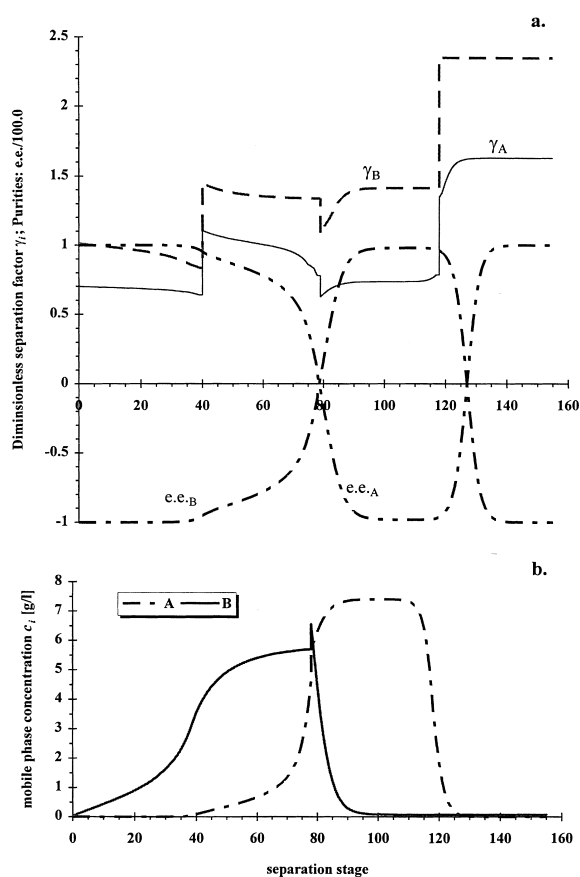 a.
Diminsionless separation factor γi; Purities: e.e./100.0
2.5
2
1.5
1
0.5
0
-0.5
-1
γB
γA
0 20 40 60 80 100 120 140 160
e.e.B
e.e.A
b.
mobile phase concentration ci [g/l]
8
7
6
5
4
3
2
1
0
A B
0 20 40 60 80 100 120 140 160
separation stage